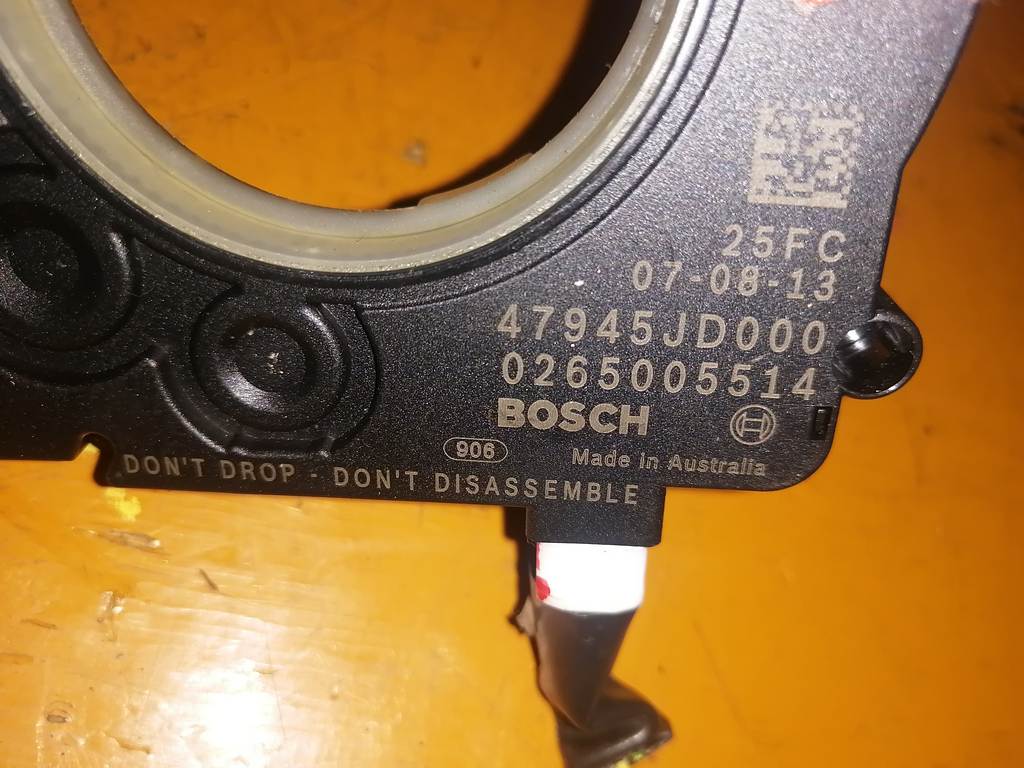 25FC
07-08-13
47945JD000
0265005514
BOSCH
906
Made in Australia
DON'T DROP - DON'T DISASSEMBLE